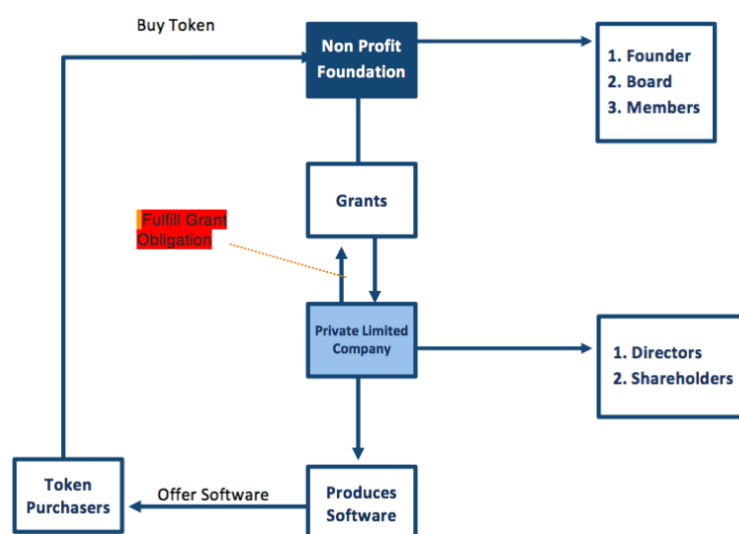 Buy Token
Non Profit
Foundation
1. Founder
2. Board
3. Members
Grants
Fulfill Grant
Obligation
Private Limited
Company
1. Directors
2. Shareholders
Token
Purchasers
Offer Software
Produces
Software